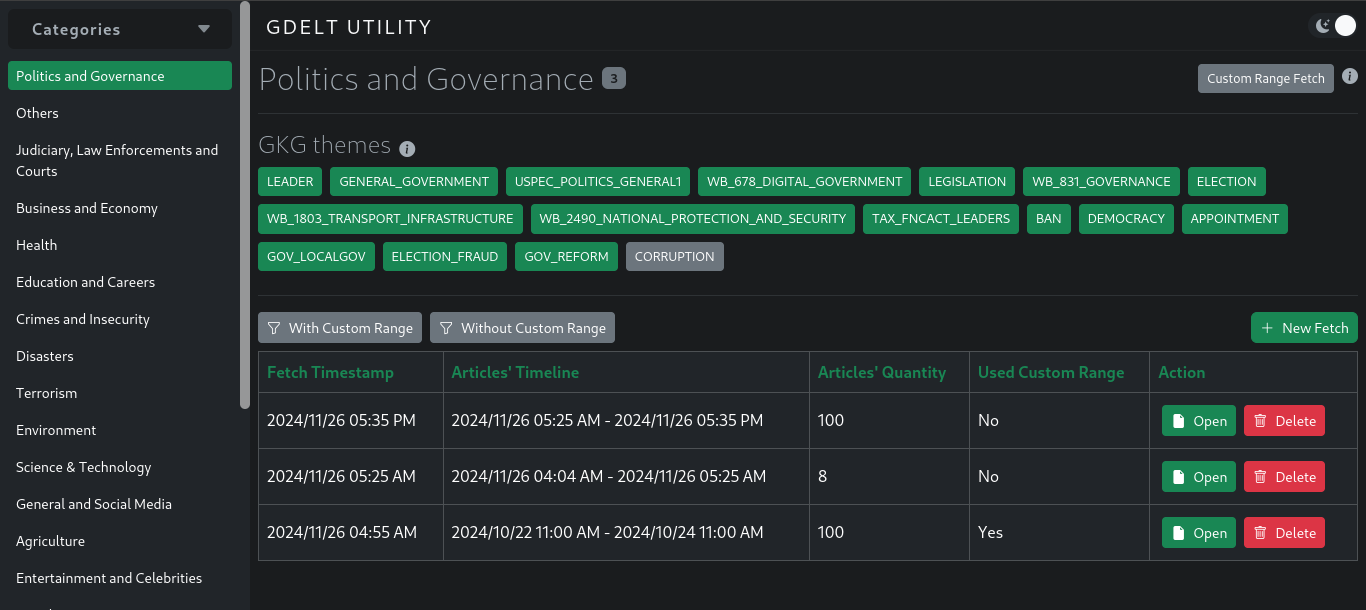 Categories
GDELT UTILITY
Politics and Governance
Others
Judiciary, Law Enforcements and
Courts
Business and Economy
Health
Education and Careers
Crimes and Insecurity
Disasters
Terrorism
Environment
Science & Technology
General and Social Media
Agriculture
Entertainment and Celebrities
Politics and Governance 3
Custom Range Fetch i
GKG themes i
LEADER GENERAL_GOVERNMENT USPEC_POLITICS_GENERAL1 WB_678_DIGITAL_GOVERNMENT LEGISLATION WB_831_GOVERNANCE ELECTION
WB_1803_TRANSPORT_INFRASTRUCTURE WB_2490_NATIONAL_PROTECTION_AND_SECURITY TAX_FNCACT_LEADERS BAN DEMOCRACY APPOINTMENT
GOV_LOCALGOV ELECTION_FRAUD GOV_REFORM CORRUPTION
With Custom Range Without Custom Range + New Fetch
Fetch Timestamp Articles' Timeline Articles' Quantity Used Custom Range Action
2024/11/26 05:35 PM 2024/11/26 05:25 AM - 2024/11/26 05:35 PM 100 No Open Delete
2024/11/26 05:25 AM 2024/11/26 04:04 AM - 2024/11/26 05:25 AM 8 No Open Delete
2024/11/26 04:55 AM 2024/10/22 11:00 AM - 2024/10/24 11:00 AM 100 Yes Open Delete